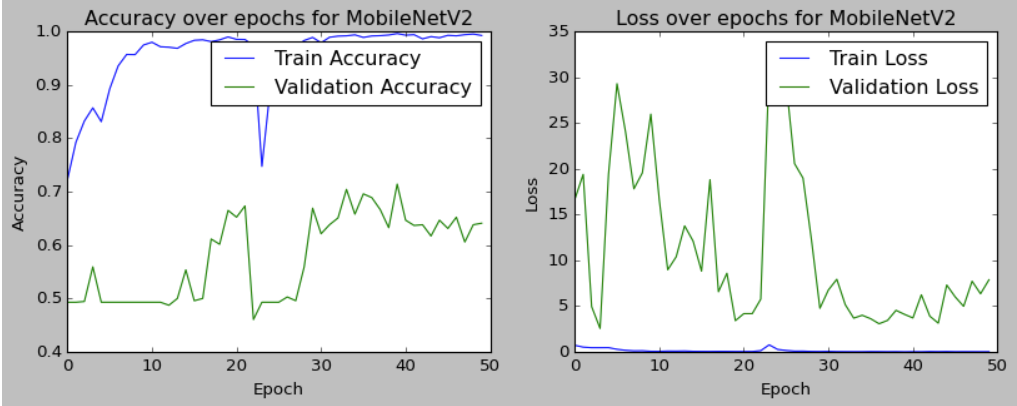 Accuracy over epochs for MobileNetV2
1.0
0.9
0.8
0.7
0.6
0.5
0.4
Accuracy
Train Accuracy
Validation Accuracy
0 10 20 30 40 50
Epoch
Loss over epochs for MobileNetV2
35
30
25
20
15
10
5
0
Loss
Train Loss
Validation Loss
0 10 20 30 40 50
Epoch